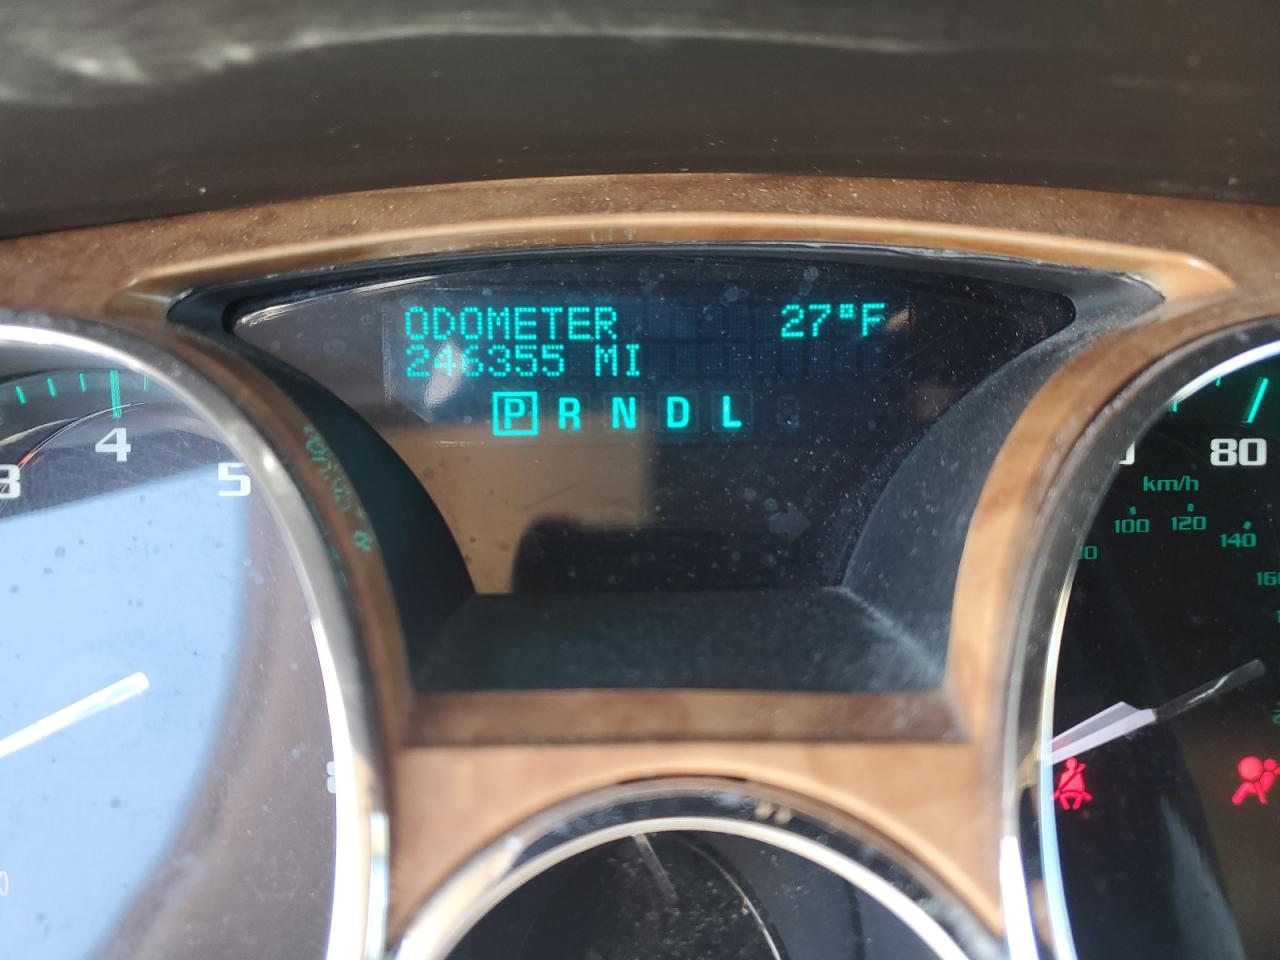 ODOMETER 27°F
246355 MI
P R N D L
4
5
80
km/h
100 120
140